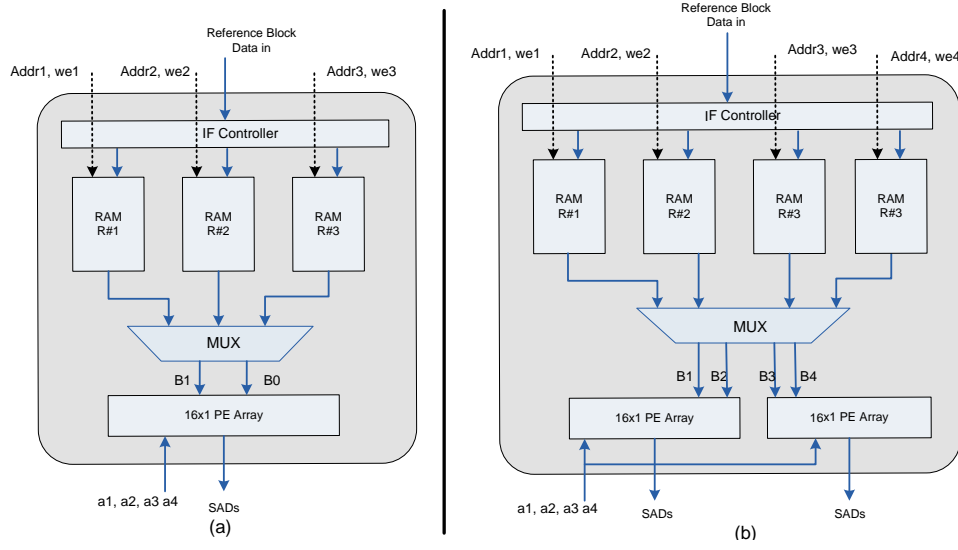 Reference Block
Data in
Addr1, we1
Addr2, we2
Addr3, we3
IF Controller
RAM
R#1
RAM
R#2
RAM
R#3
MUX
B1
B0
16x1 PE Array
a1, a2, a3 a4
SADs
(a)
Reference Block
Data in
Addr1, we1
Addr2, we2
Addr3, we3
Addr4, we4
IF Controller
RAM
R#1
RAM
R#2
RAM
R#3
RAM
R#3
MUX
B1
B2
B3
B4
16x1 PE Array
16x1 PE Array
a1, a2, a3 a4
SADs
SADs
(b)